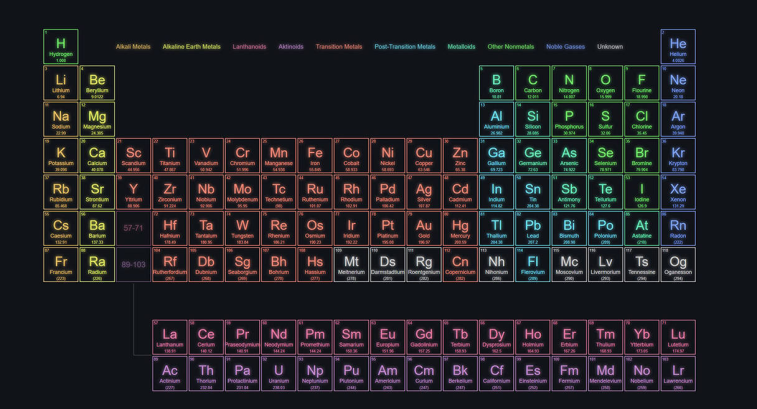 1 2
H He
Alkali Metals Alkaline Earth Metals Lanthanoids Aktinoids Transition Metals Post-Transition Metals Metalloids Other Nonmetals Noble Gasses Unknown
Hydrogen Helium
1.008 4.0026
3 4 5 6 7 8 9 10
Li Be B C N O F Ne
Lithium Beryllium Boron Carbon Nitrogen Oxygen Flourine Neon
6.94 9.0122 10.81 12.011 14.007 15.999 18.998 20.18
11 12 13 14 15 16 17 18
Na Mg Al Si P S Cl Ar
Sodium Magnesium Aluminium Silicon Phosphorus Sulfur Chlorine Argon
22.99 24.305 26.982 28.085 30.974 32.06 35.45
19 20 21 22 23 24 25 26 27 28 29 30 31 32 33 34 35 36
K Ca Sc Ti V Cr Mn Fe Co Ni Cu Zn Ga Ge As Se Br Kr
Potassium Calcium Scandium Titanium Vanadium Chromium Manganese Iron Cobalt Nickel Copper Zinc Gallium Germanium Arsenic Selenium Bromine Krypton
39.098 40.078 44.956 47.867 50.942 51.996 54.938 55.845 58.933 58.693 63.546 65.38 69.723 72.63 74.922 78.971 79.904 83.798
37 38 39 40 41 42 43 44 45 46 47 48 49 50 51 52 53 54
Rb Sr Y Zr Nb Mo Tc Ru Rh Pd Ag Cd In Sn Sb Te I Xe
Rubidium Strontium Yttrium Zirconium Niobium Molybdenum Technetium Ruthenium Rhodium Palladium Silver Cadmium Indium Tin Antimony Tellurium Iodine Xenon
85.468 87.62 88.906 91.224 92.906 95.95 (98) 101.07 102.91 106.42 107.87 112.41 114.82 121.76 127.6 131.29
55 56 72 73 74 75 76 77 78 79 80 81 82 83 84 85 86
Cs Ba 57-71 Hf Ta W Re Os Ir Pt Au Hg Tl Pb Bi Po At Rn
Caesium Barium Hafnium Tantalum Tungsten Rhenium Osmium Iridium Platinum Gold Mercury Thallium Lead Bismuth Polonium Astatine Radon
132.91 137.33 178.49 180.95 183.84 186.21 190.23 192.22 195.08 196.97 200.59 204.38 207.2 208.98 (209) (210) (222)
87 88 104 105 106 107 108 109 110 111 112 113 114 115 116 117 118
Fr Ra 89-103 Rf Db Sg Bh Hs Mt Ds Rg Cn Nh Fl Mc Lv Ts Og
Francium Radium Rutherfordium Dubnium Seaborgium Bohrium Hassium Meitnerium Darmstadtium Roentgenium Copernicium Nihonium Flerovium Moscovium Livermorium Tennessine Oganesson
(223) (226) (267) (268) (269) (270) (277) (278) (281) (282) (285) (286) (289) (290) (293) (294) (294)
57 58 59 60 61 62 63 64 65 66 67 68 69 70 71
La Ce Pr Nd Pm Sm Eu Gd Tb Dy Ho Er Tm Yb Lu
Lanthanum Cerium Praseodymium Neodymium Promethium Samarium Europium Gadolinium Terbium Dysprosium Holmium Erbium Thulium Ytterbium Lutetium
138.91 140.12 140.91 144.24 150.36 151.96 157.25 158.93 162.5 164.93 167.26 168.93 173.05 174.97
89 90 91 92 93 94 95 96 97 98 99 100 101 102 103
Ac Th Pa U Np Pu Am Cm Bk Cf Es Fm Md No Lr
Actinium Thorium Protactinium Uranium Neptunium Plutonium Americium Curium Berkelium Californium Einsteinium Fermium Mendelevium Nobelium Lawrencium
(227) 232.04 231.04 238.03 (237) (244) (243) (247) (247) (251) (252) (257) (258) (259) (266)